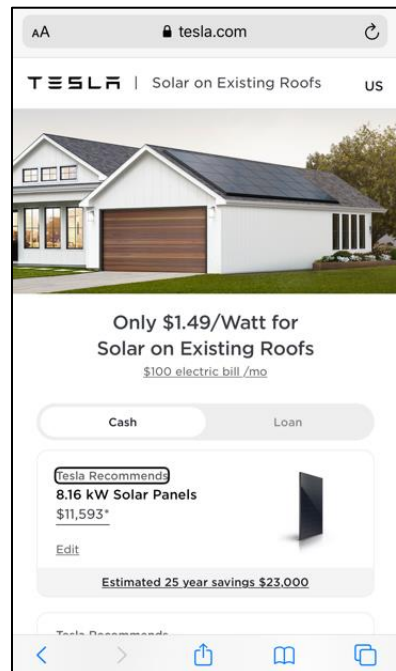 AA tesla.com
TESLA | Solar on Existing Roofs US
Only $1.49/Watt for
Solar on Existing Roofs
$100 electric bill /mo
Cash Loan
Tesla Recommends
8.16 kW Solar Panels
$11,593*
Edit
Estimated 25 year savings $23,000
Tesla Recommends